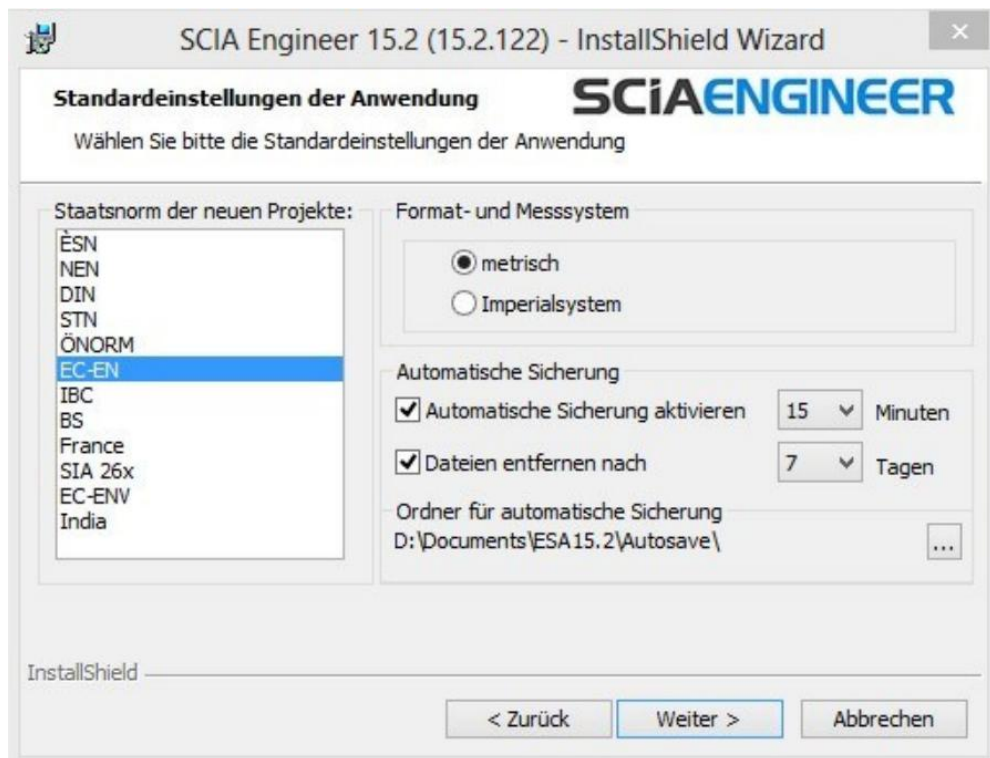 SCIA Engineer 15.2 (15.2.122) - InstallShield Wizard
Standardeinstellungen der Anwendung
SCiAENGINEER
Wählen Sie bitte die Standardeinstellungen der Anwendung
Staatsnorm der neuen Projekte:
ÈSN
NEN
DIN
STN
ÖNORM
EC-EN
IBC
BS
France
SIA 26x
EC-ENV
India
Format- und Messsystem
metrisch
Imperialsystem
Automatische Sicherung
Automatische Sicherung aktivieren 15 Minuten
Dateien entfernen nach 7 Tagen
Ordner für automatische Sicherung
D:\Documents\ESA15.2\Autosave\
...
InstallShield
< Zurück Weiter > Abbrechen